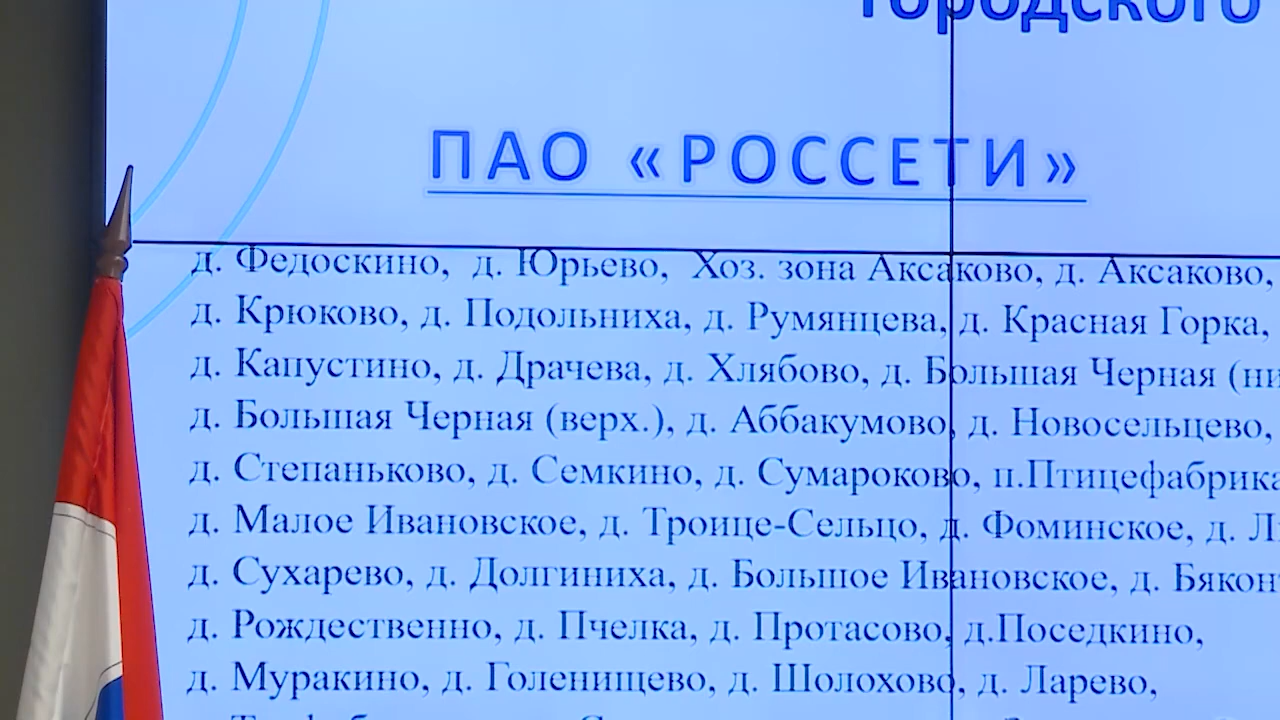 городского
ПАО «РОССЕТИ»
д. Федоскино, д. Юрьево, Хоз. зона Аксаково, д. Аксаково,
д. Крюково, д. Подольниха, д. Румянцева, д. Красная Горка,
д. Капустино, д. Драчева, д. Хлябово, д. Большая Черная (ни
д. Большая Черная (верх.), д. Аббакумово, д. Новосельцево,
д. Степаньково, д. Семкино, д. Сумароково, п.Птицефабрика
д. Малое Ивановское, д. Троице-Сельцо, д. Фоминское, д.
д. Сухарево, д. Долгиниха, д. Большое Ивановское, д. Бякон
д. Рождественно, д. Пчелка, д. Протасово, д.Поседкино,
д. Муракино, д. Голенищево, д. Шолохово, д. Ларево,